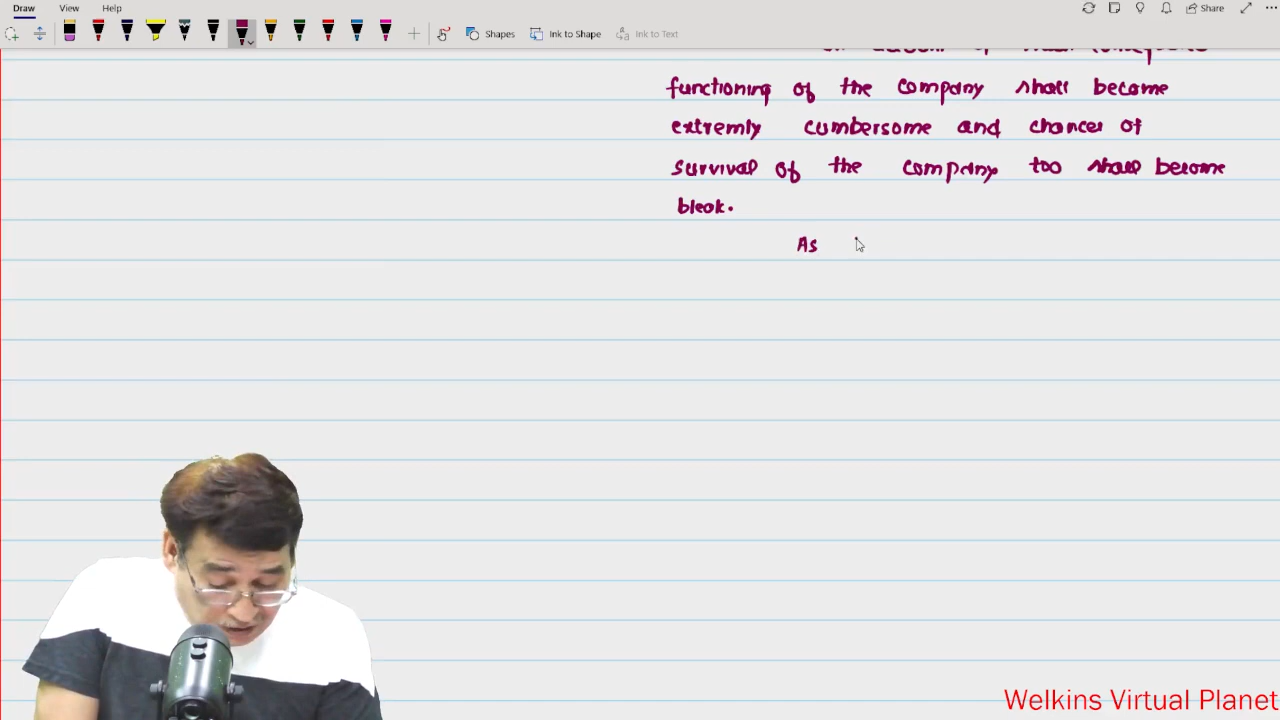 Draw View Help Share
Shapes Ink to Shape Ink to Text
functioning of the company shall become
extremly cumbersome and chances of
survival of the company too shall become
bleak.
As
Welkins Virtual Planet